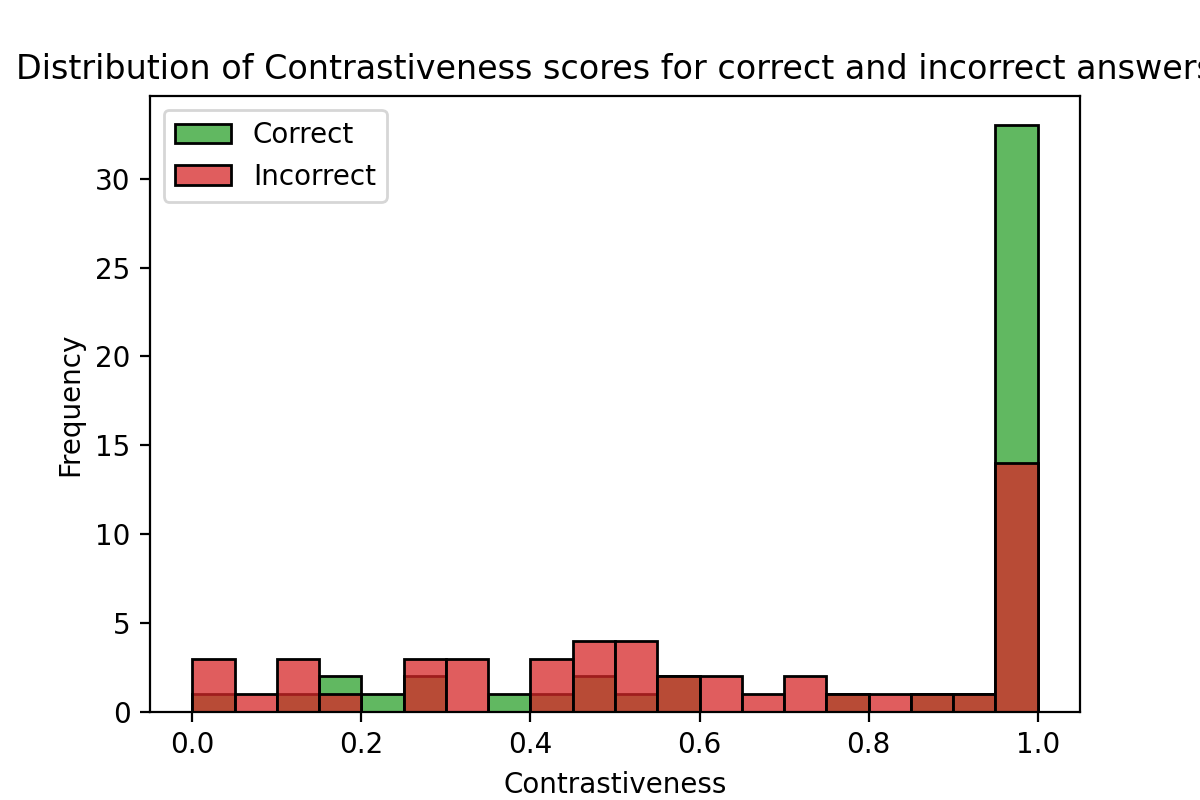 Distribution of Contrastiveness scores for correct and incorrect answers
Correct
Incorrect
30
25
20
15
10
5
0
Frequency
0.0 0.2 0.4 0.6 0.8 1.0
Contrastiveness